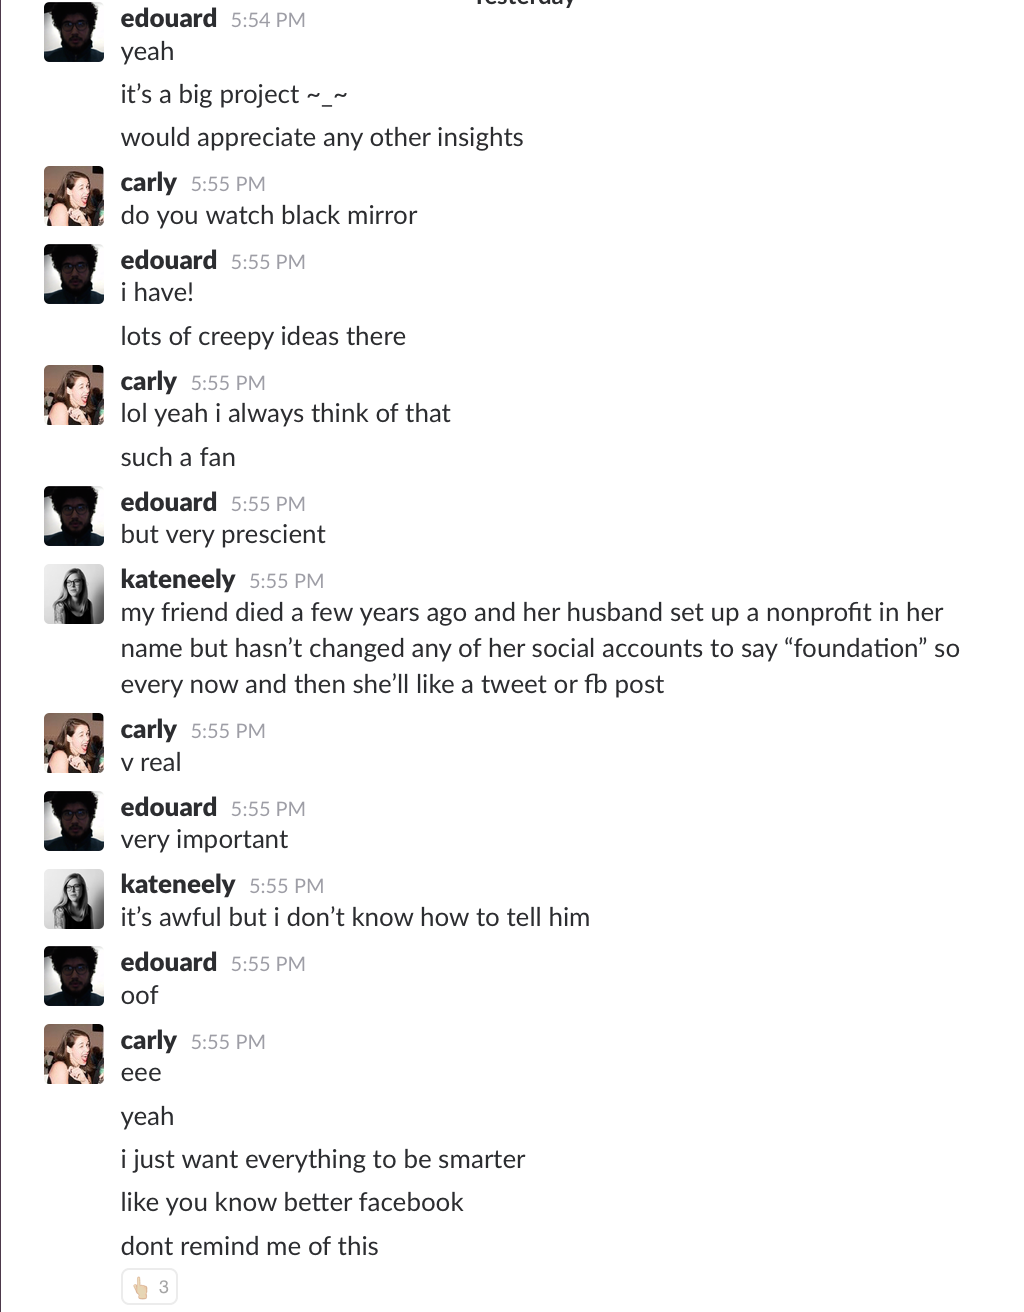 Yesterday
edouard 5:54 PM
yeah
it’s a big project ~_~
would appreciate any other insights
carly 5:55 PM
do you watch black mirror
edouard 5:55 PM
i have!
lots of creepy ideas there
carly 5:55 PM
lol yeah i always think of that
such a fan
edouard 5:55 PM
but very prescient
kateneely 5:55 PM
my friend died a few years ago and her husband set up a nonprofit in her
name but hasn’t changed any of her social accounts to say “foundation” so
every now and then she’ll like a tweet or fb post
carly 5:55 PM
v real
edouard 5:55 PM
very important
kateneely 5:55 PM
it’s awful but i don’t know how to tell him
edouard 5:55 PM
oof
carly 5:55 PM
eee
yeah
i just want everything to be smarter
like you know better facebook
dont remind me of this
3